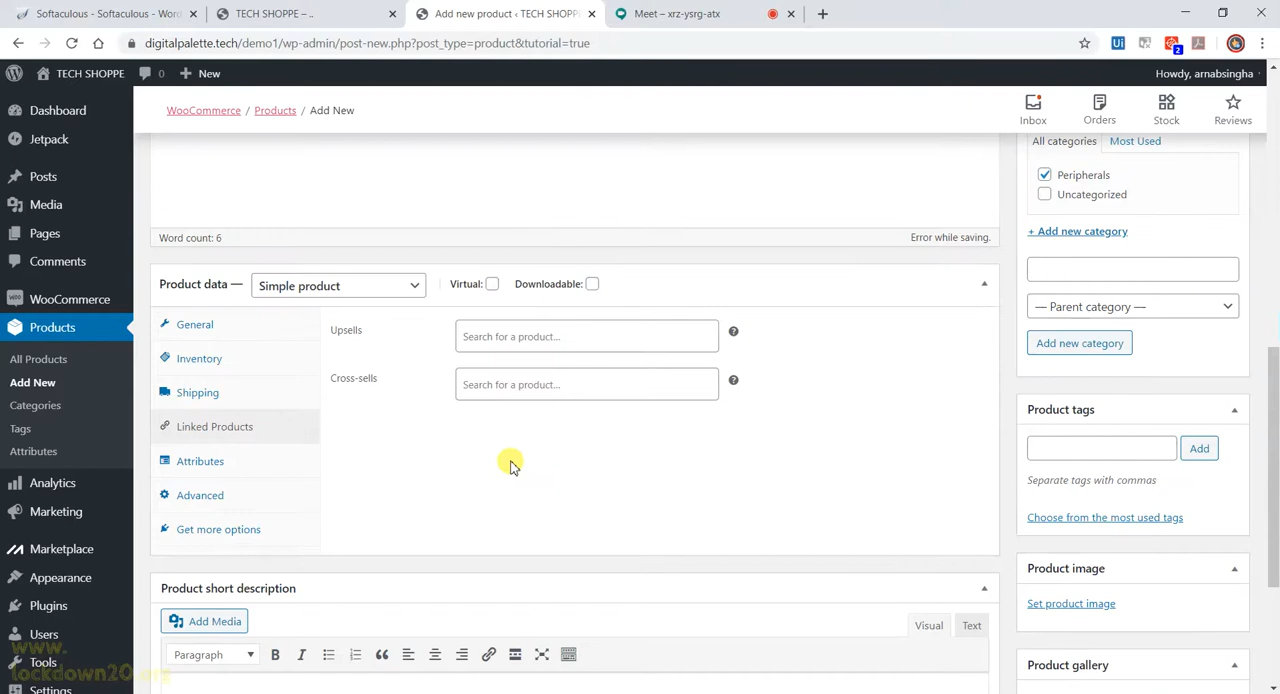 Softaculous - Softaculous - Word
TECH SHOPPE – ..
Add new product ‹ TECH SHOPPE
Meet – xrz-ysrg-atx
digitalpalette.tech/demo1/wp-admin/post-new.php?post_type=product&tutorial=true
2
TECH SHOPPE
0
New
Howdy, arnabsingha
Dashboard
Jetpack
Posts
Media
Pages
Comments
WooCommerce
Products
All Products
Add New
Categories
Tags
Attributes
Analytics
Marketing
Marketplace
Appearance
Plugins
Users
Tools
Settings
www.
lockdown20.org
WooCommerce / Products / Add New
Inbox
Orders
Stock
Reviews
Word count: 6
Error while saving.
Product data —
Simple product
Virtual:
Downloadable:
General
Inventory
Shipping
Linked Products
Attributes
Advanced
Get more options
Upsells
Search for a product...
Cross-sells
Search for a product...
Product short description
Add Media
Visual
Text
Paragraph
B I
All categories
Most Used
Peripherals
Uncategorized
+ Add new category
— Parent category —
Add new category
Product tags
Add
Separate tags with commas
Choose from the most used tags
Product image
Set product image
Product gallery